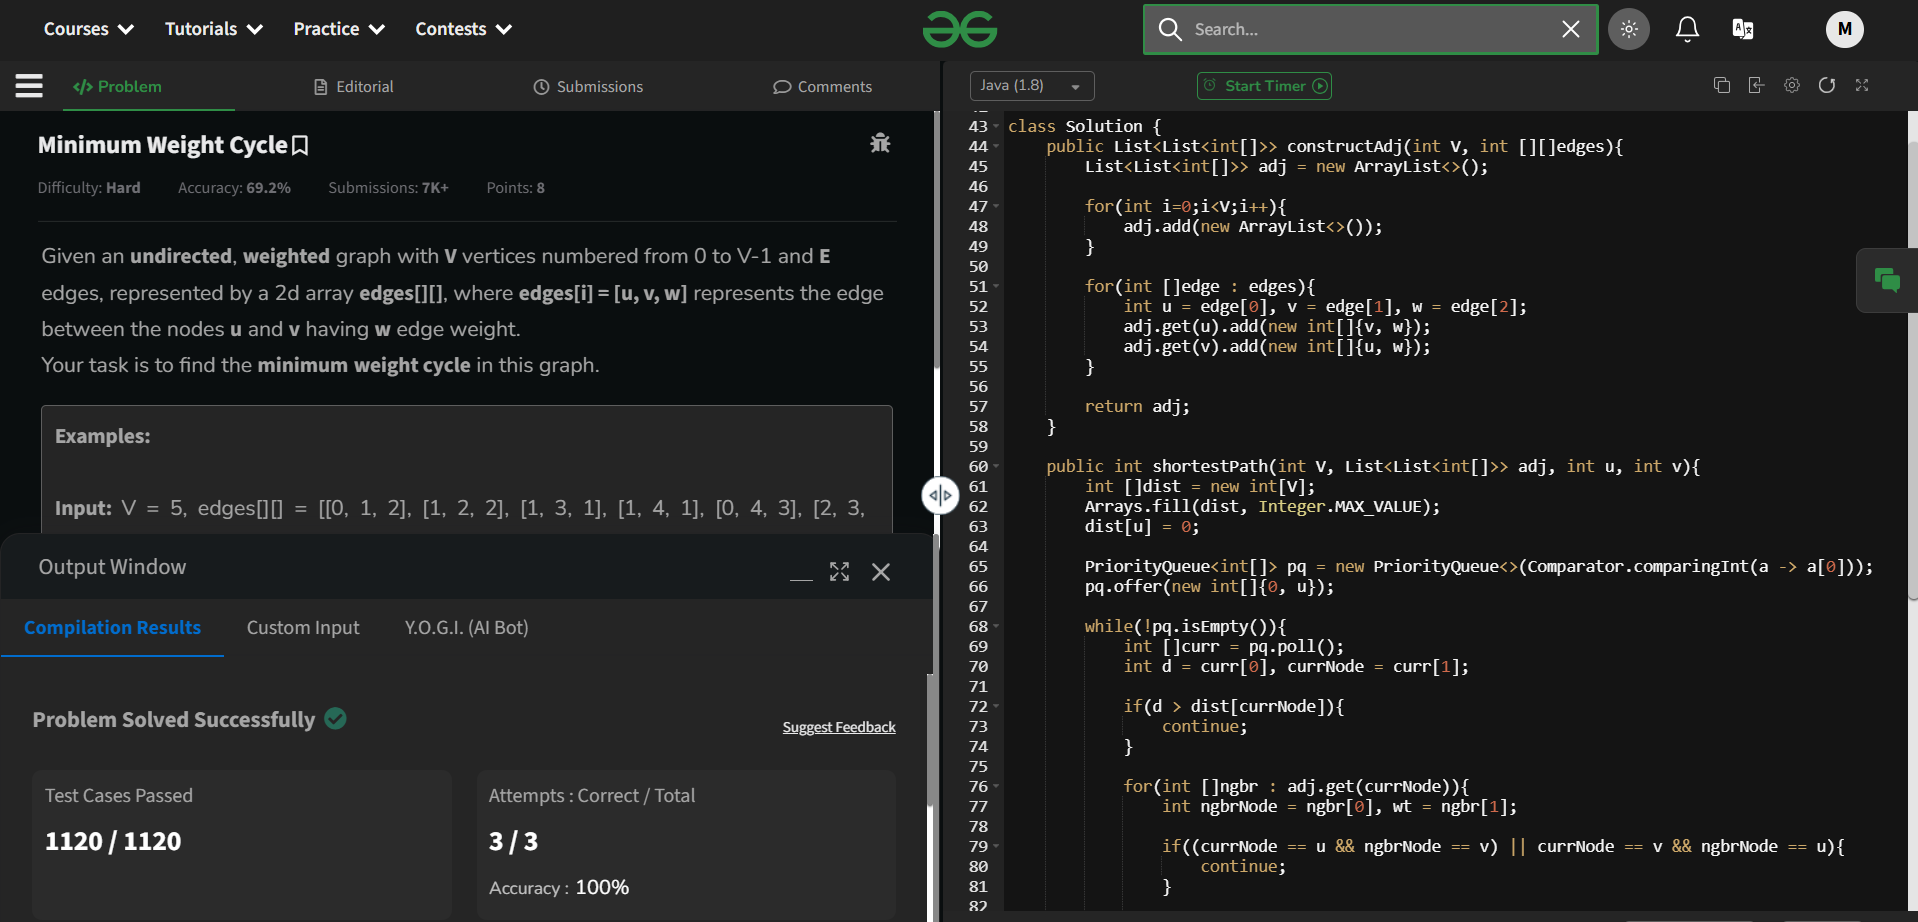 Courses Tutorials Practice Contests Search... M
Problem Editorial Submissions Comments
Java (1.8) Start Timer
Minimum Weight Cycle
Difficulty: Hard Accuracy: 69.2% Submissions: 7K+ Points: 8
Given an undirected, weighted graph with V vertices numbered from 0 to V-1 and E
edges, represented by a 2d array edges[][], where edges[i] = [u, v, w] represents the edge
between the nodes u and v having w edge weight.
Your task is to find the minimum weight cycle in this graph.
Examples:
Input: V = 5, edges[][] = [[0, 1, 2], [1, 2, 2], [1, 3, 1], [1, 4, 1], [0, 4, 3], [2, 3,
Output Window
Compilation Results Custom Input Y.O.G.I. (AI Bot)
Problem Solved Successfully
Suggest Feedback
Test Cases Passed
1120 / 1120
Attempts : Correct / Total
3 / 3
Accuracy : 100%
43 class Solution {
44 public List<List<int[]>> constructAdj(int V, int [][]edges){
45 List<List<int[]>> adj = new ArrayList<>();
46
47 for(int i=0;i<V;i++){
48 adj.add(new ArrayList<>());
49 }
50
51 for(int []edge : edges){
52 int u = edge[0], v = edge[1], w = edge[2];
53 adj.get(u).add(new int[]{v, w});
54 adj.get(v).add(new int[]{u, w});
55 }
56
57 return adj;
58 }
59
60 public int shortestPath(int V, List<List<int[]>> adj, int u, int v){
61 int []dist = new int[V];
62 Arrays.fill(dist, Integer.MAX_VALUE);
63 dist[u] = 0;
64
65 PriorityQueue<int[]> pq = new PriorityQueue<>(Comparator.comparingInt(a -> a[0]));
66 pq.offer(new int[]{0, u});
67
68 while(!pq.isEmpty()){
69 int []curr = pq.poll();
70 int d = curr[0], currNode = curr[1];
71
72 if(d > dist[currNode]){
73 continue;
74 }
75
76 for(int []ngbr : adj.get(currNode)){
77 int ngbrNode = ngbr[0], wt = ngbr[1];
78
79 if((currNode == u && ngbrNode == v) || currNode == v && ngbrNode == u){
80 continue;
81 }
82